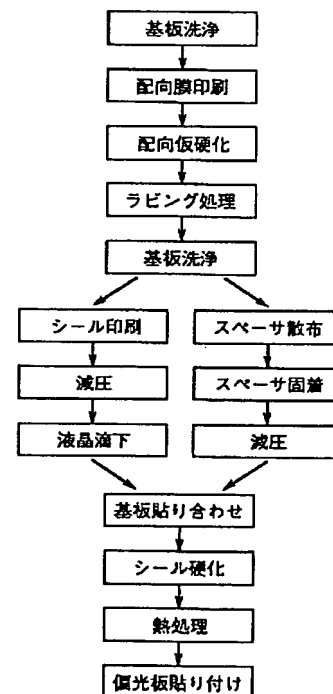 基板洗浄
配向膜印刷
配向仮硬化
ラビング処理
基板洗浄
シール印刷
減圧
液晶滴下
スペーサ散布
スペーサ固着
減圧
基板貼り合わせ
シール硬化
熱処理
偏光板貼り付け